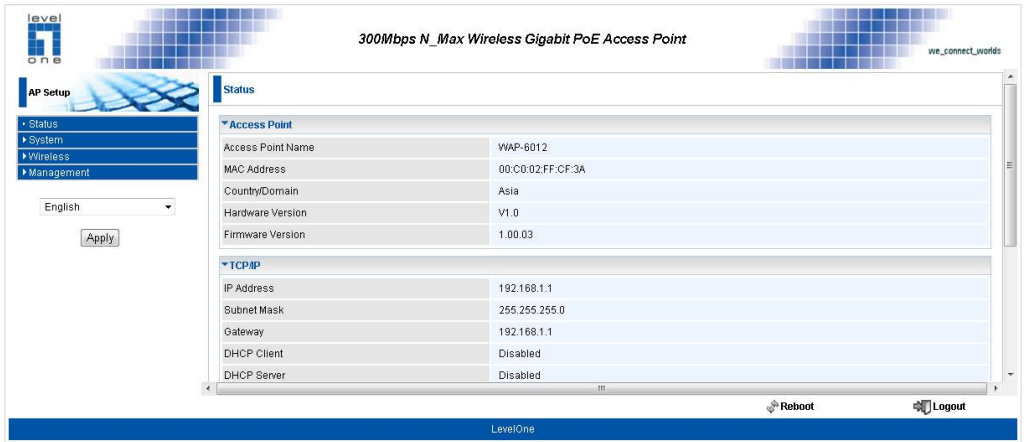 level
one
300Mbps N_Max Wireless Gigabit PoE Access Point
we_connect_worlds
AP Setup
Status
System
Wireless
Management
English
Apply
Status
Access Point
Access Point Name WAP-6012
MAC Address 00:C0:02:FF:CF:3A
Country/Domain Asia
Hardware Version V1.0
Firmware Version 1.00.03
TCP/IP
IP Address 192.168.1.1
Subnet Mask 255.255.255.0
Gateway 192.168.1.1
DHCP Client Disabled
DHCP Server Disabled
Reboot Logout
LevelOne